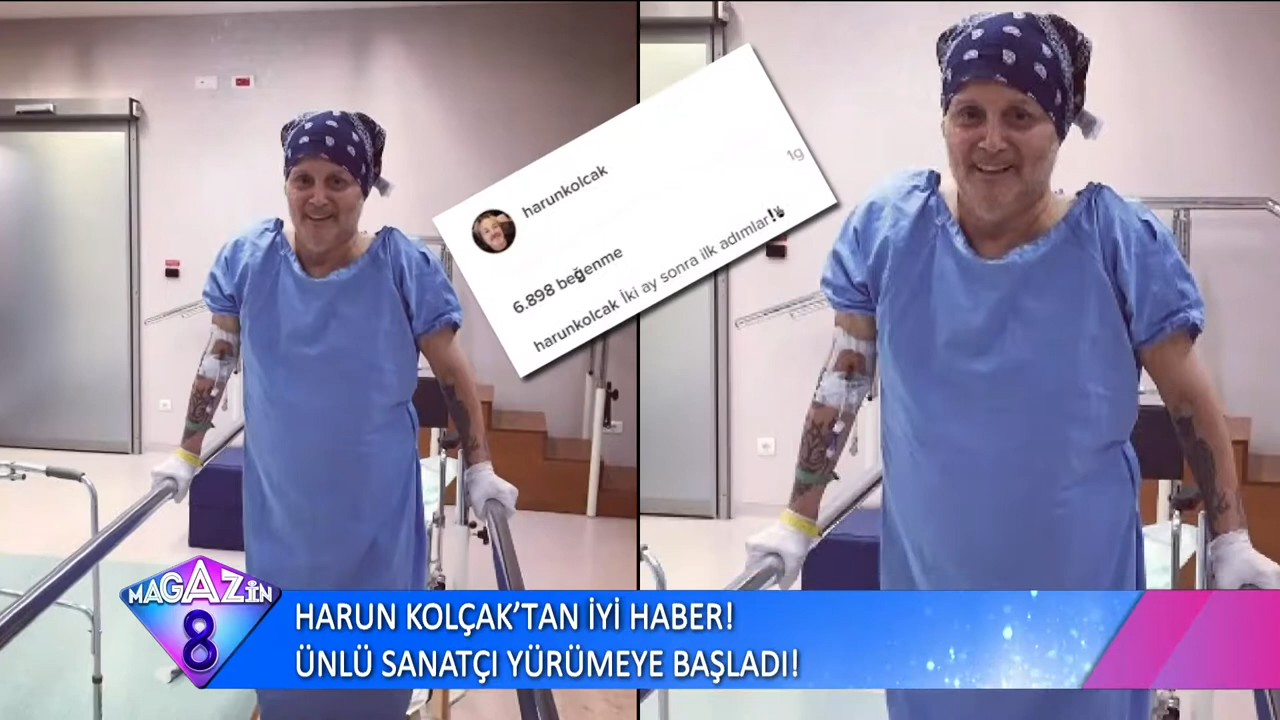 harunkolcak
1g
6.898 beğenme
harunkolcak İki ay sonra ilk adımlar!
MAGAZİN
8
HARUN KOLÇAK’TAN İYİ HABER!
ÜNLÜ SANATÇI YÜRÜMEYE BAŞLADI!